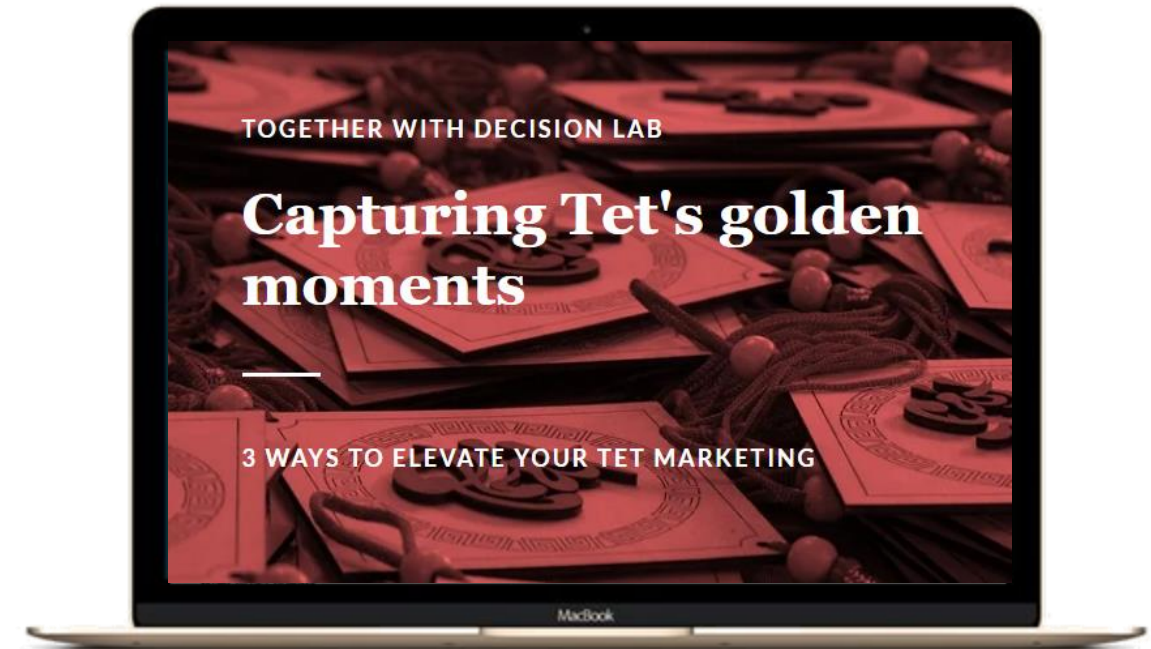 TOGETHER WITH DECISION LAB
Capturing Tet's golden
moments
3 WAYS TO ELEVATE YOUR TET MARKETING
MacBook